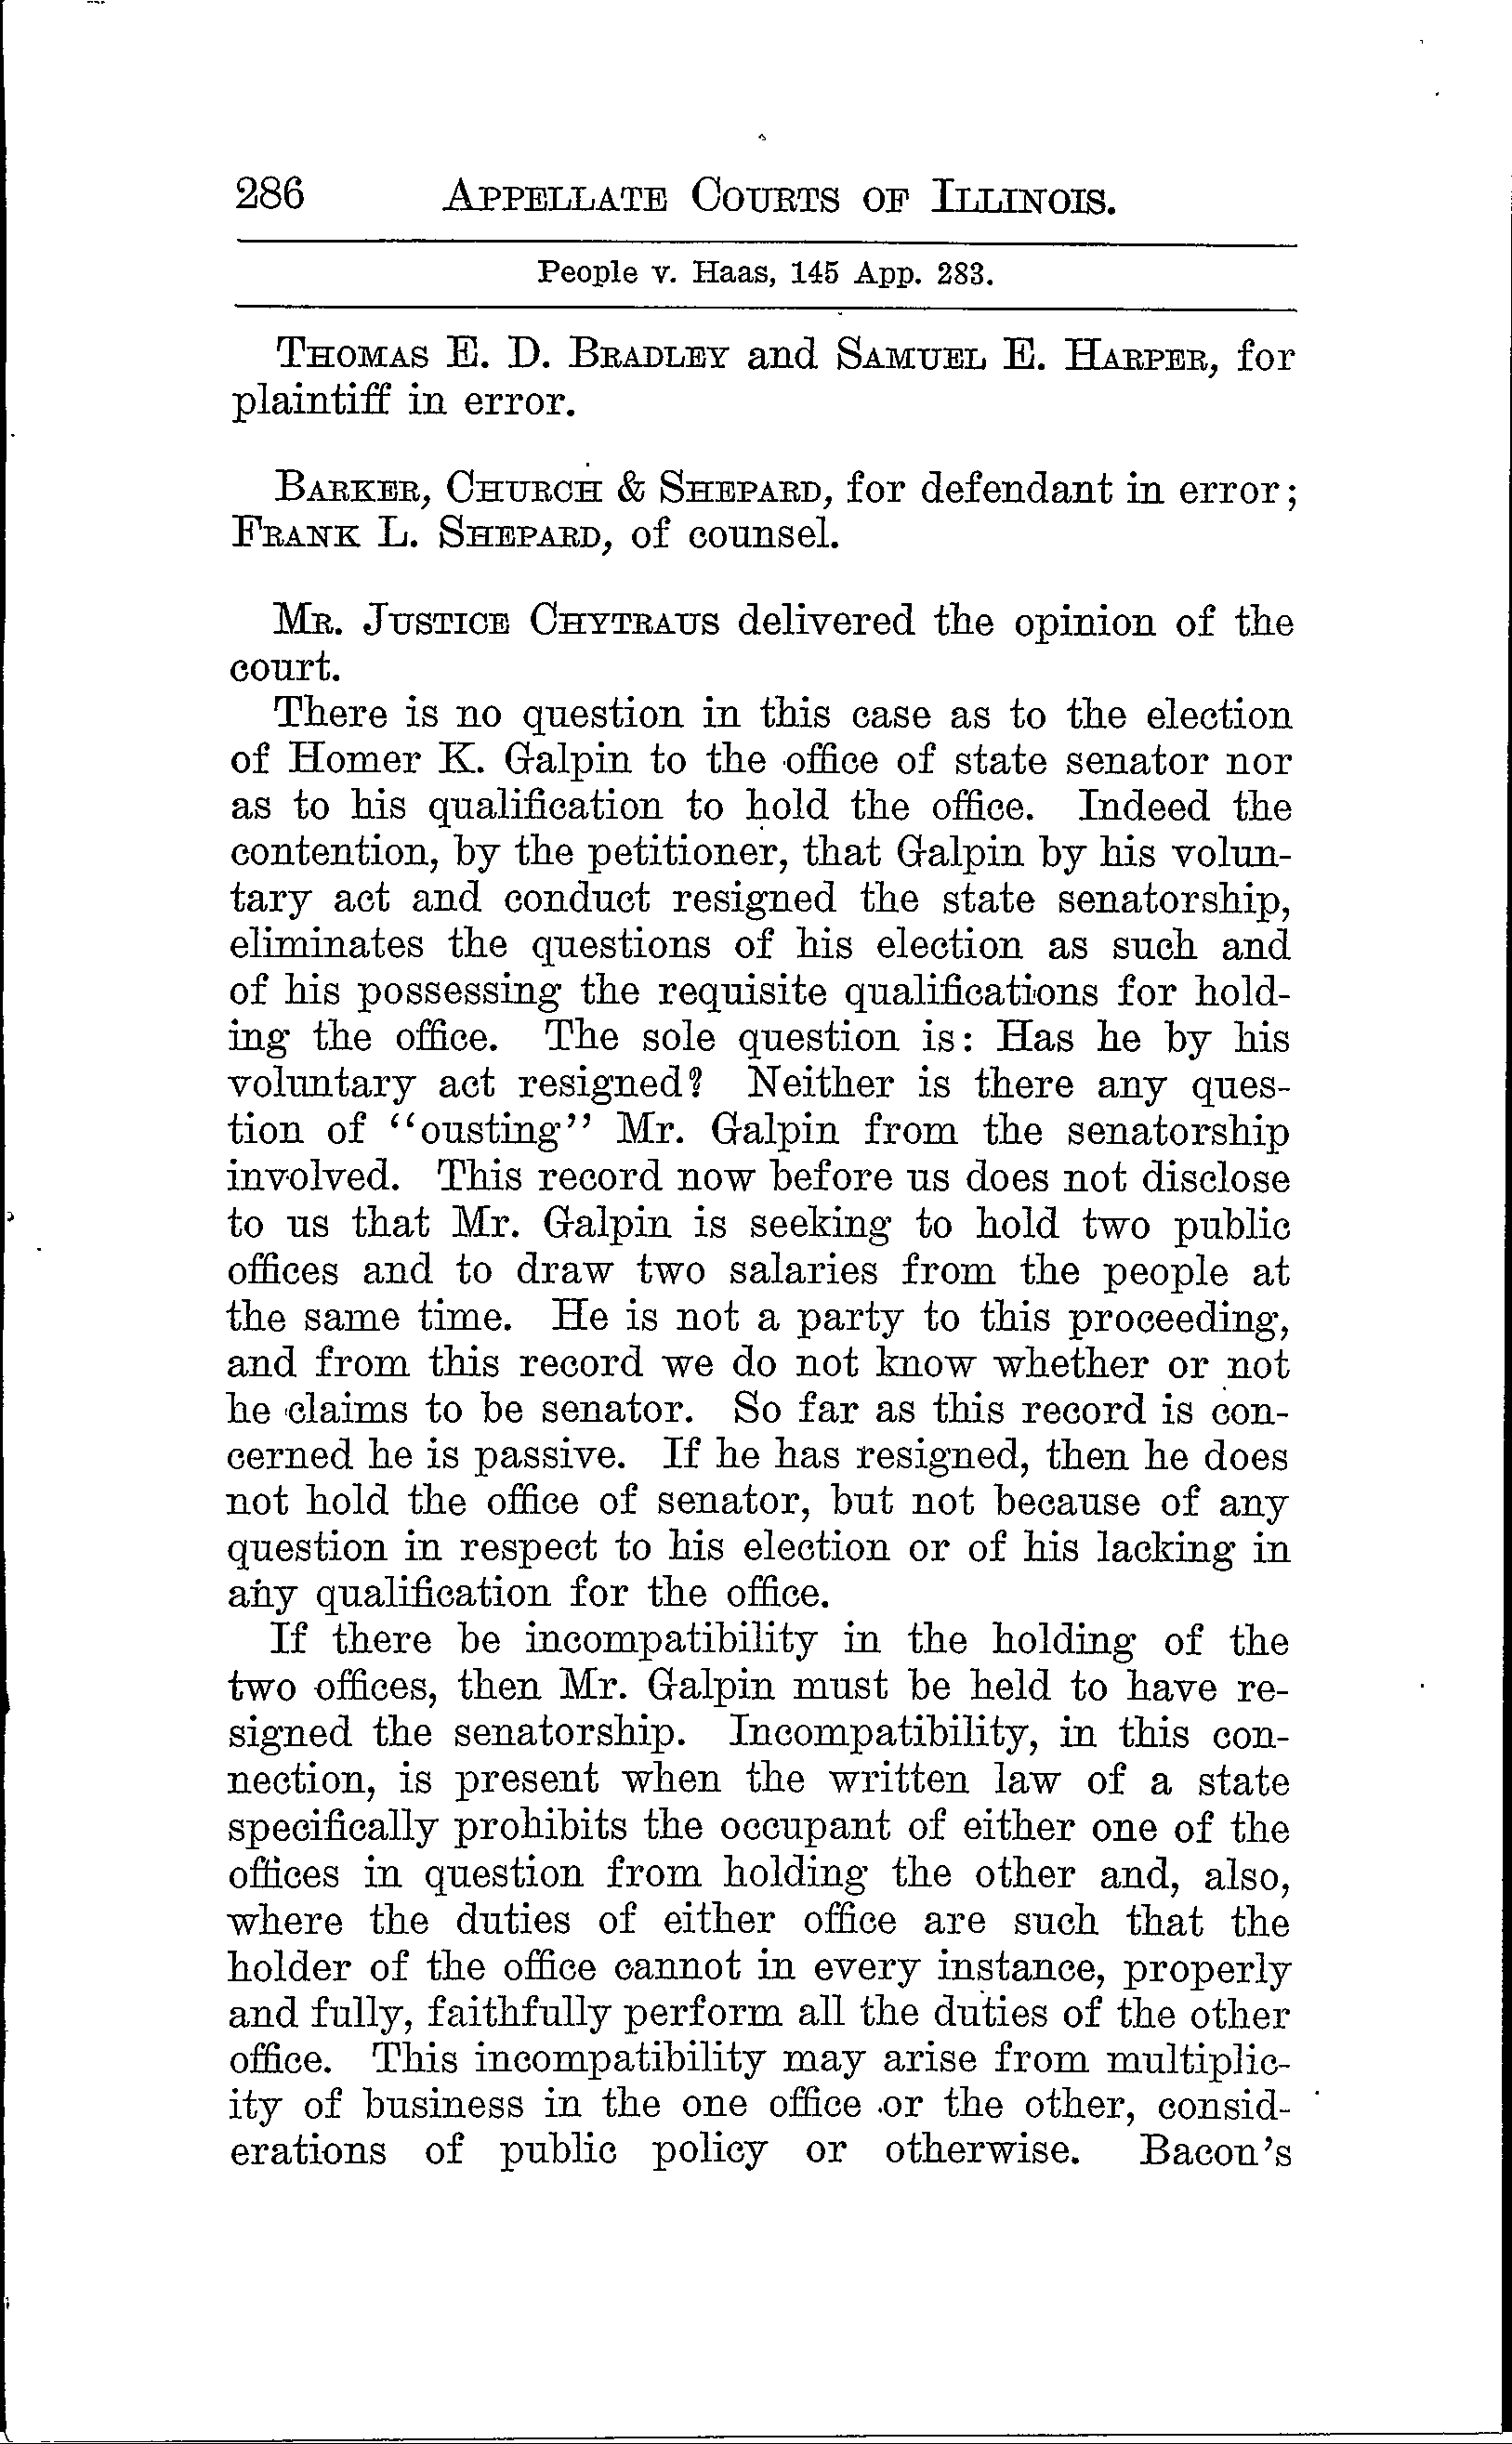 286 APPELLATE COURTS OF ILLINOIS.
People v. Haas, 145 App. 283.
THOMAS E. D. BRADLEY and SAMUEL E. HARPER, for
plaintiff in error.
BARKER, CHURCH & SHEPARD, for defendant in error;
FRANK L. SHEPARD, of counsel.
MR. JUSTICE CHYTRAUS delivered the opinion of the
court.
There is no question in this case as to the election
of Homer K. Galpin to the office of state senator nor
as to his qualification to hold the office. Indeed the
contention, by the petitioner, that Galpin by his volun-
tary act and conduct resigned the state senatorship,
eliminates the questions of his election as such and
of his possessing the requisite qualifications for hold-
ing the office. The sole question is: Has he by his
voluntary act resigned? Neither is there any ques-
tion of "ousting" Mr. Galpin from the senatorship
involved. This record now before us does not disclose
to us that Mr. Galpin is seeking to hold two public
offices and to draw two salaries from the people at
the same time. He is not a party to this proceeding,
and from this record we do not know whether or not
he claims to be senator. So far as this record is con-
cerned he is passive. If he has resigned, then he does
not hold the office of senator, but not because of any
question in respect to his election or of his lacking in
any qualification for the office.
If there be incompatibility in the holding of the
two offices, then Mr. Galpin must be held to have re-
signed the senatorship. Incompatibility, in this con-
nection, is present when the written law of a state
specifically prohibits the occupant of either one of the
offices in question from holding the other and, also,
where the duties of either office are such that the
holder of the office cannot in every instance, properly
and fully, faithfully perform all the duties of the other
office. This incompatibility may arise from multiplic-
ity of business in the one office or the other, consid-
erations of public policy or otherwise. Bacon's